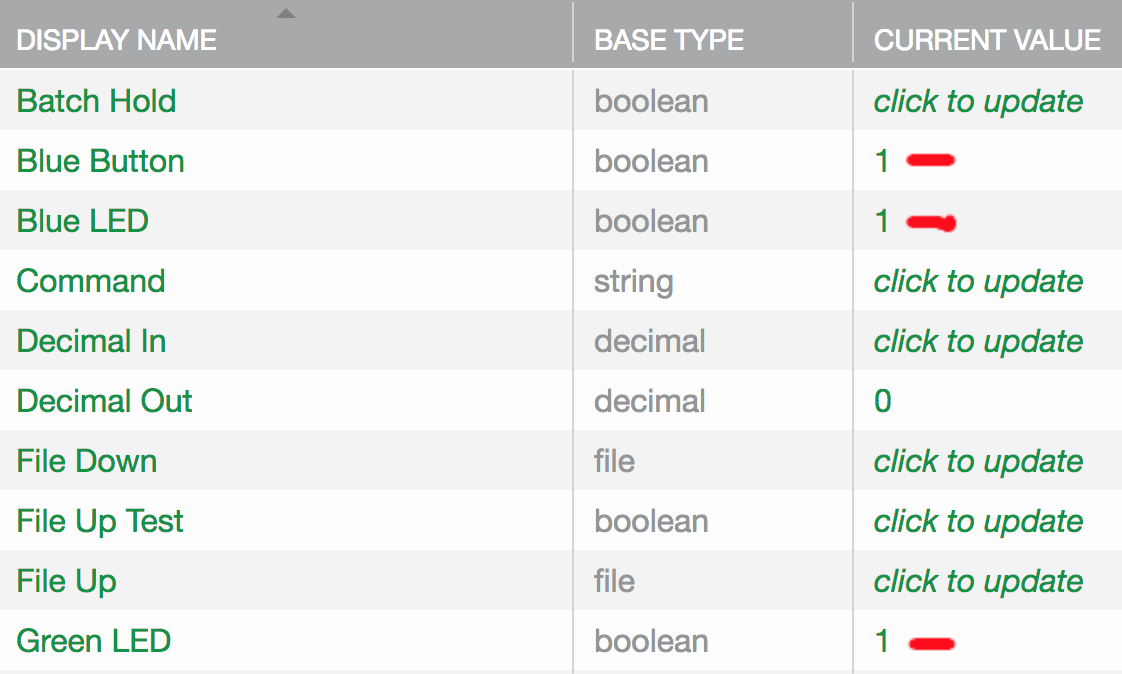 DISPLAY NAME BASE TYPE CURRENT VALUE
Batch Hold boolean click to update
Blue Button boolean 1
Blue LED boolean 1
Command string click to update
Decimal In decimal click to update
Decimal Out decimal 0
File Down file click to update
File Up Test boolean click to update
File Up file click to update
Green LED boolean 1